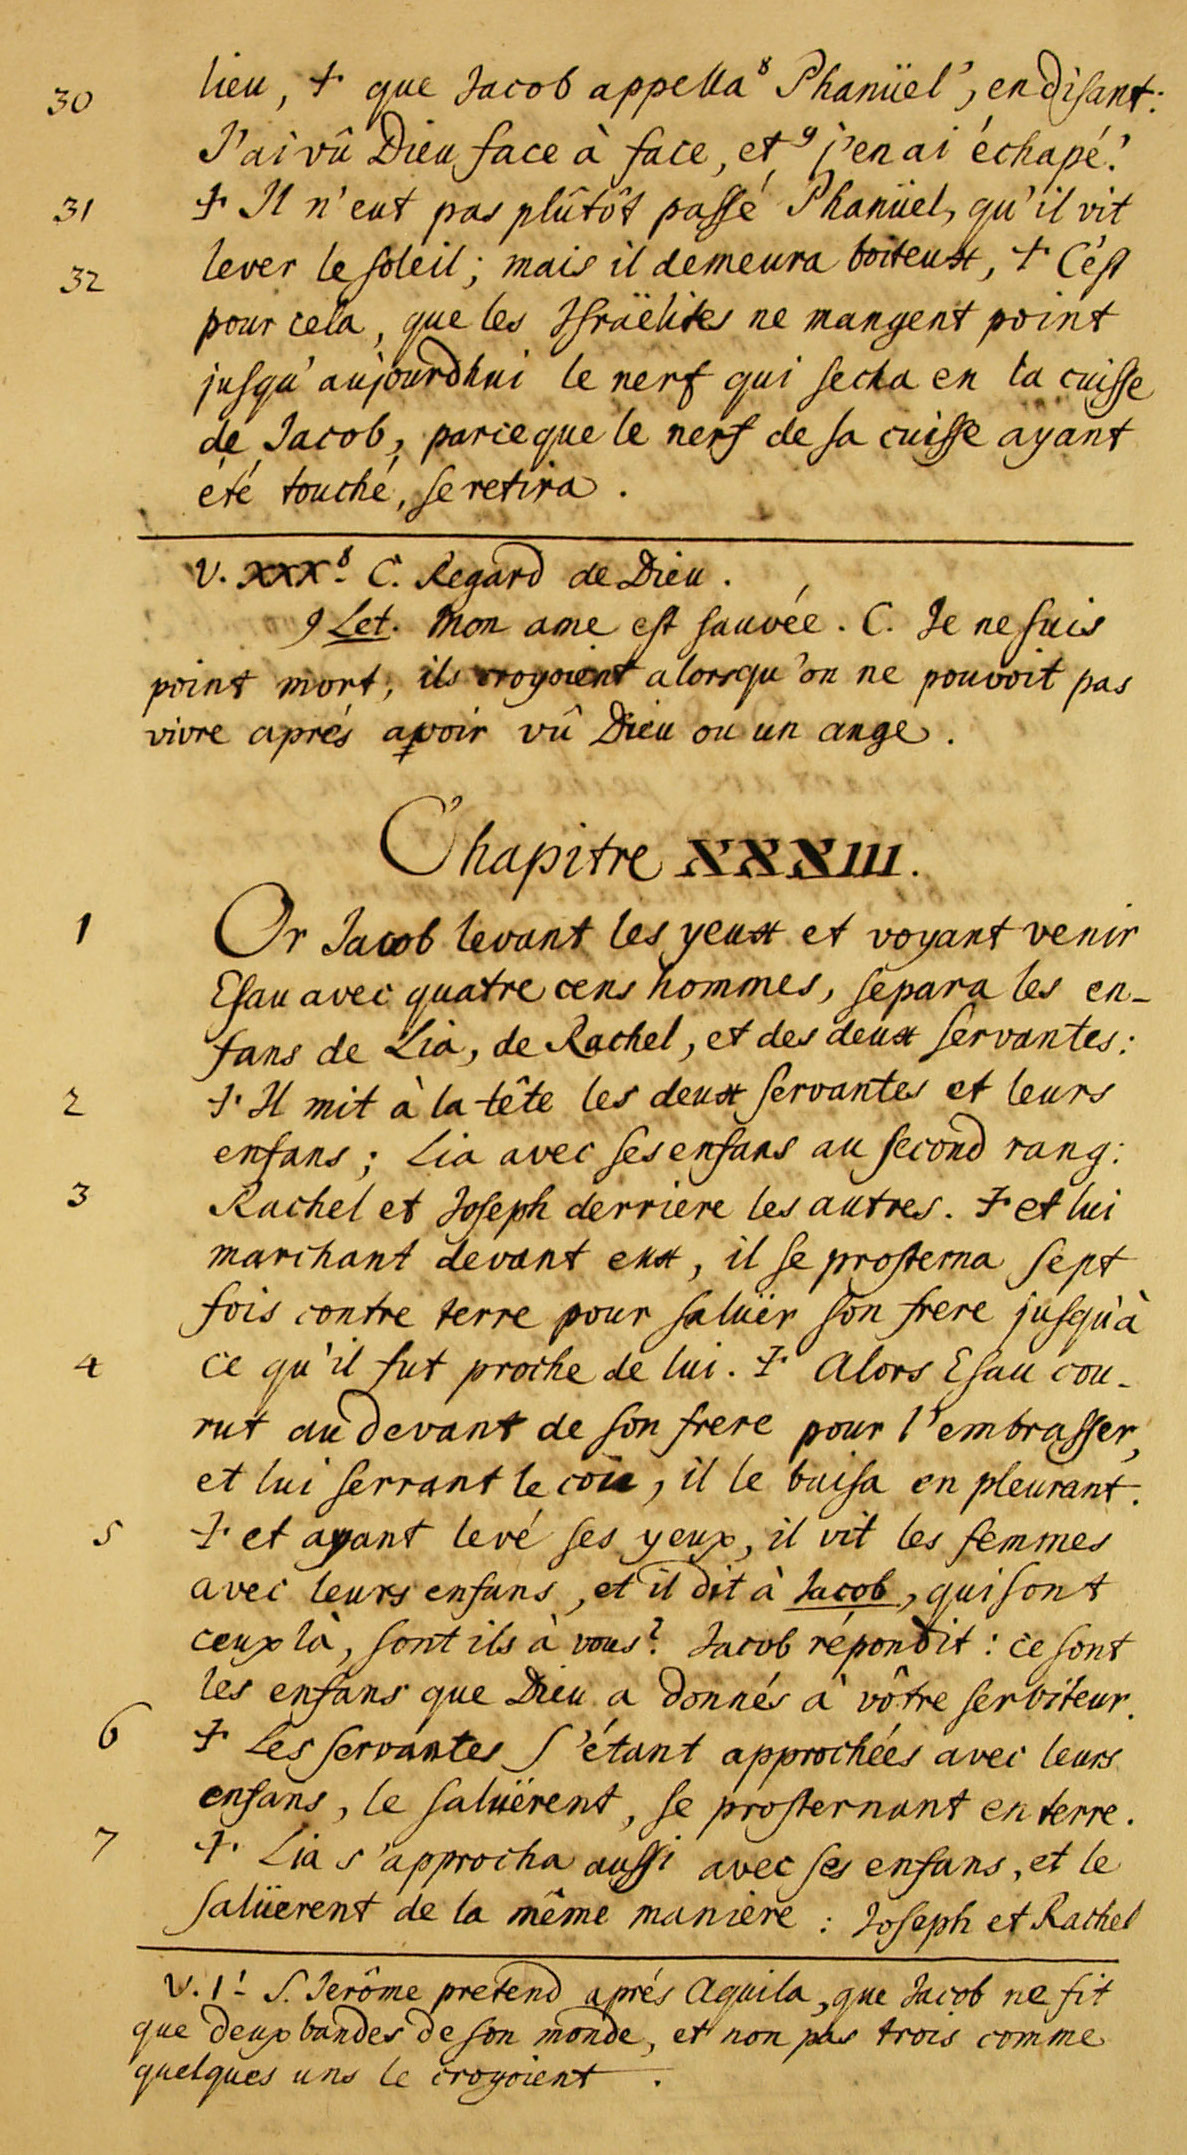 30 lieu, + que Jacob appella 8 Phanüel, en disant:
J'ai vû Dieu face à face, et 9 j'en ai échapé.
31 + Il n'eut pas plûtôt passé Phanüel, qu'il vit
32 lever le soleil; mais il demeura boiteux, + C'est
pour cela, que les Israëlites ne mangent point
jusqu'aujourdhui le nerf qui secha en la cuisse
de Jacob, parceque le nerf de sa cuisse ayant
été touché, se retira.
V. XXX 8. C. Regard de Dieu.
9 Let. Mon ame est sauvée. C. Je ne suis
point mort, ils croyoient alorsqu'on ne pouvoit pas
vivre aprés avoir vû Dieu ou un ange.
Chapitre XXXIII.
1 Or Jacob levant les yeux et voyant venir
Esau avec quatre cens hommes, separa les en-
fans de Lia, de Rachel, et des deux servantes:
2 + Il mit à la tête les deux servantes et leurs
enfans; Lia avec ses enfans au second rang:
3 Rachel et Joseph derriere les autres. + et lui
marchant devant eux, il se prosterna sept
fois contre terre pour salüer son frere jusqu'à
4 ce qu'il fut proche de lui. + Alors Esau cou-
rut au devant de son frere pour l'embrasser,
et lui serrant le cou, il le baisa en pleurant.
5 + et ayant levé ses yeux, il vit les femmes
avec leurs enfans, et il dit à Jacob, qui sont
ceux là, sont ils à vous? Jacob répondit: ce sont
les enfans que Dieu a donnés à vôtre serviteur.
6 + Les servantes s'étant approchées avec leurs
enfans, le salüèrent, se prosternant en terre.
7 + Lia s'approcha aussi avec ses enfans, et le
salüerent de la même manière: Joseph et Rachel
V. 1. S. Jerôme pretend aprés Aquila, que Jacob ne fit
que deux bandes de son monde, et non pas trois comme
quelques uns le croyoient.